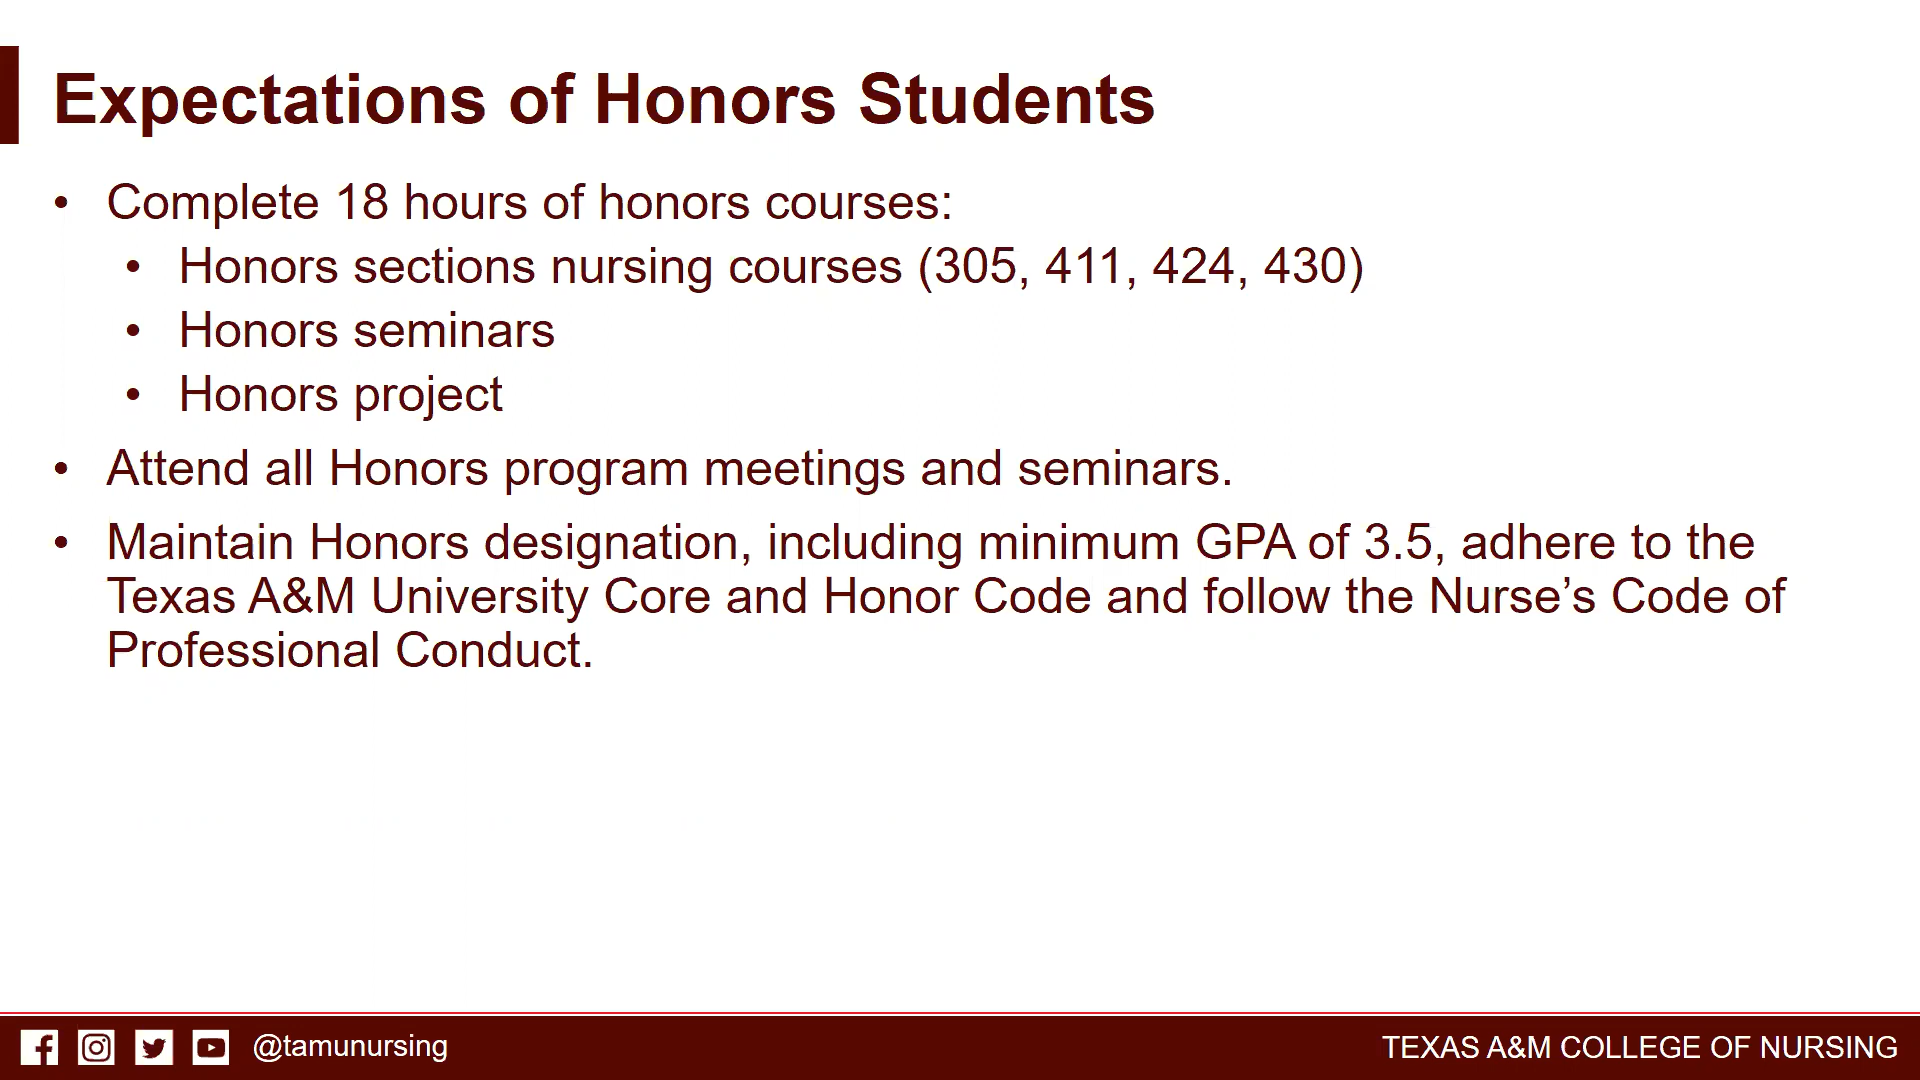 Expectations of Honors Students
• Complete 18 hours of honors courses:
• Honors sections nursing courses (305, 411, 424, 430)
• Honors seminars
• Honors project
• Attend all Honors program meetings and seminars.
• Maintain Honors designation, including minimum GPA of 3.5, adhere to the
Texas A&M University Core and Honor Code and follow the Nurse’s Code of
Professional Conduct.
@tamunursing
TEXAS A&M COLLEGE OF NURSING